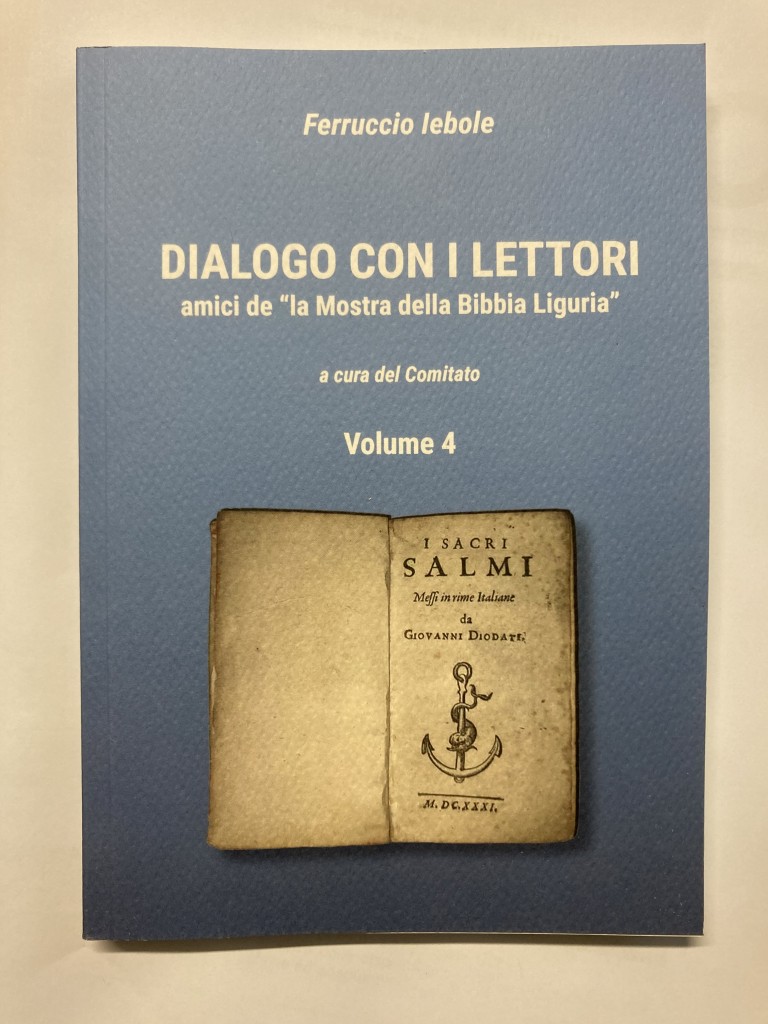 Ferruccio Iebole
DIALOGO CON I LETTORI
amici de “la Mostra della Bibbia Liguria”
a cura del Comitato
Volume 4
I SACRI
SALMI
Meſſi in rime Italiane
da
GIOVANNI DIODATI.
M. DC. XXXI.